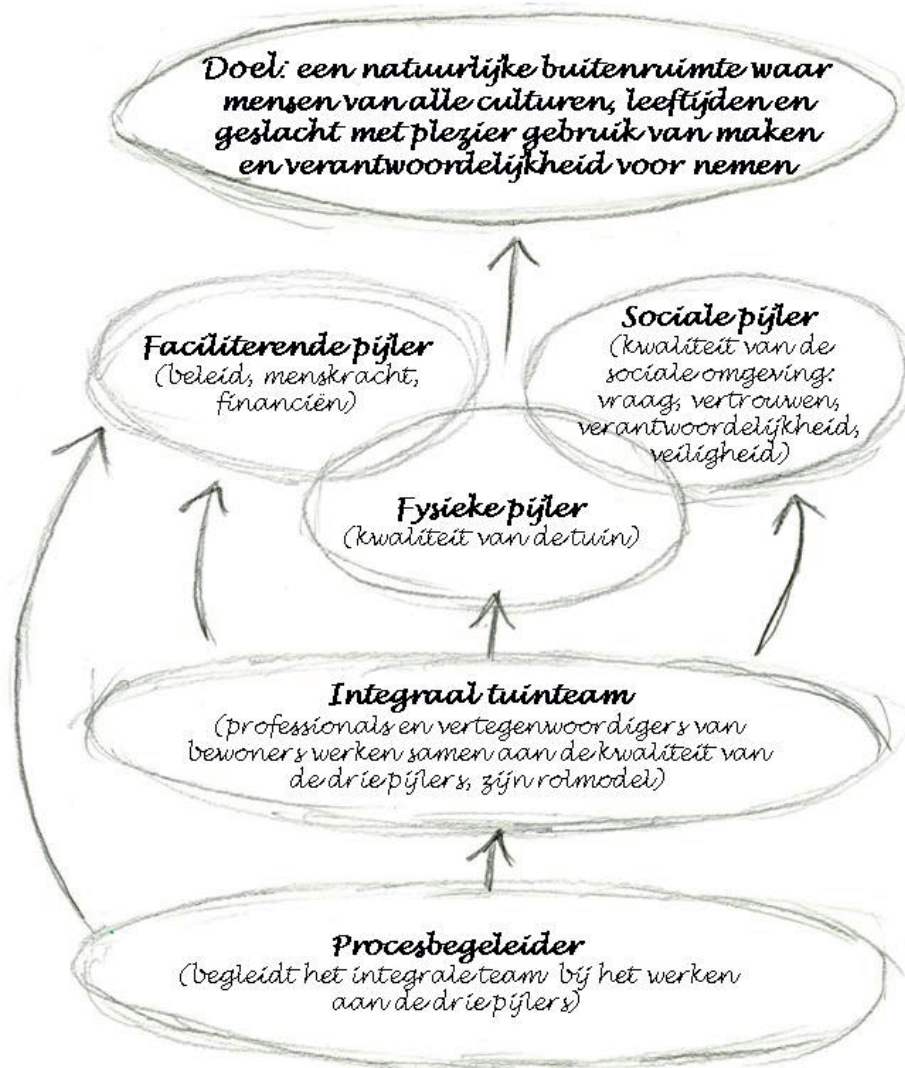 Doel: een natuurlijke buitenruimte waar
mensen van alle culturen, leeftijden en
geslacht met plezier gebruik van maken
en verantwoordelijkheid voor nemen
Faciliterende pijler
(beleid, menskracht,
financiën)
Sociale pijler
(kwaliteit van de
sociale omgeving:
vraag, vertrouwen,
verantwoordelijkheid,
veiligheid)
Fysieke pijler
(kwaliteit van de tuin)
Integraal tuinteam
(professionals en vertegenwoordigers van
bewoners werken samen aan de kwaliteit van
de drie pijlers, zijn rolmodel)
Procesbegeleider
(begleidt het integrale team bij het werken
aan de drie pijlers)